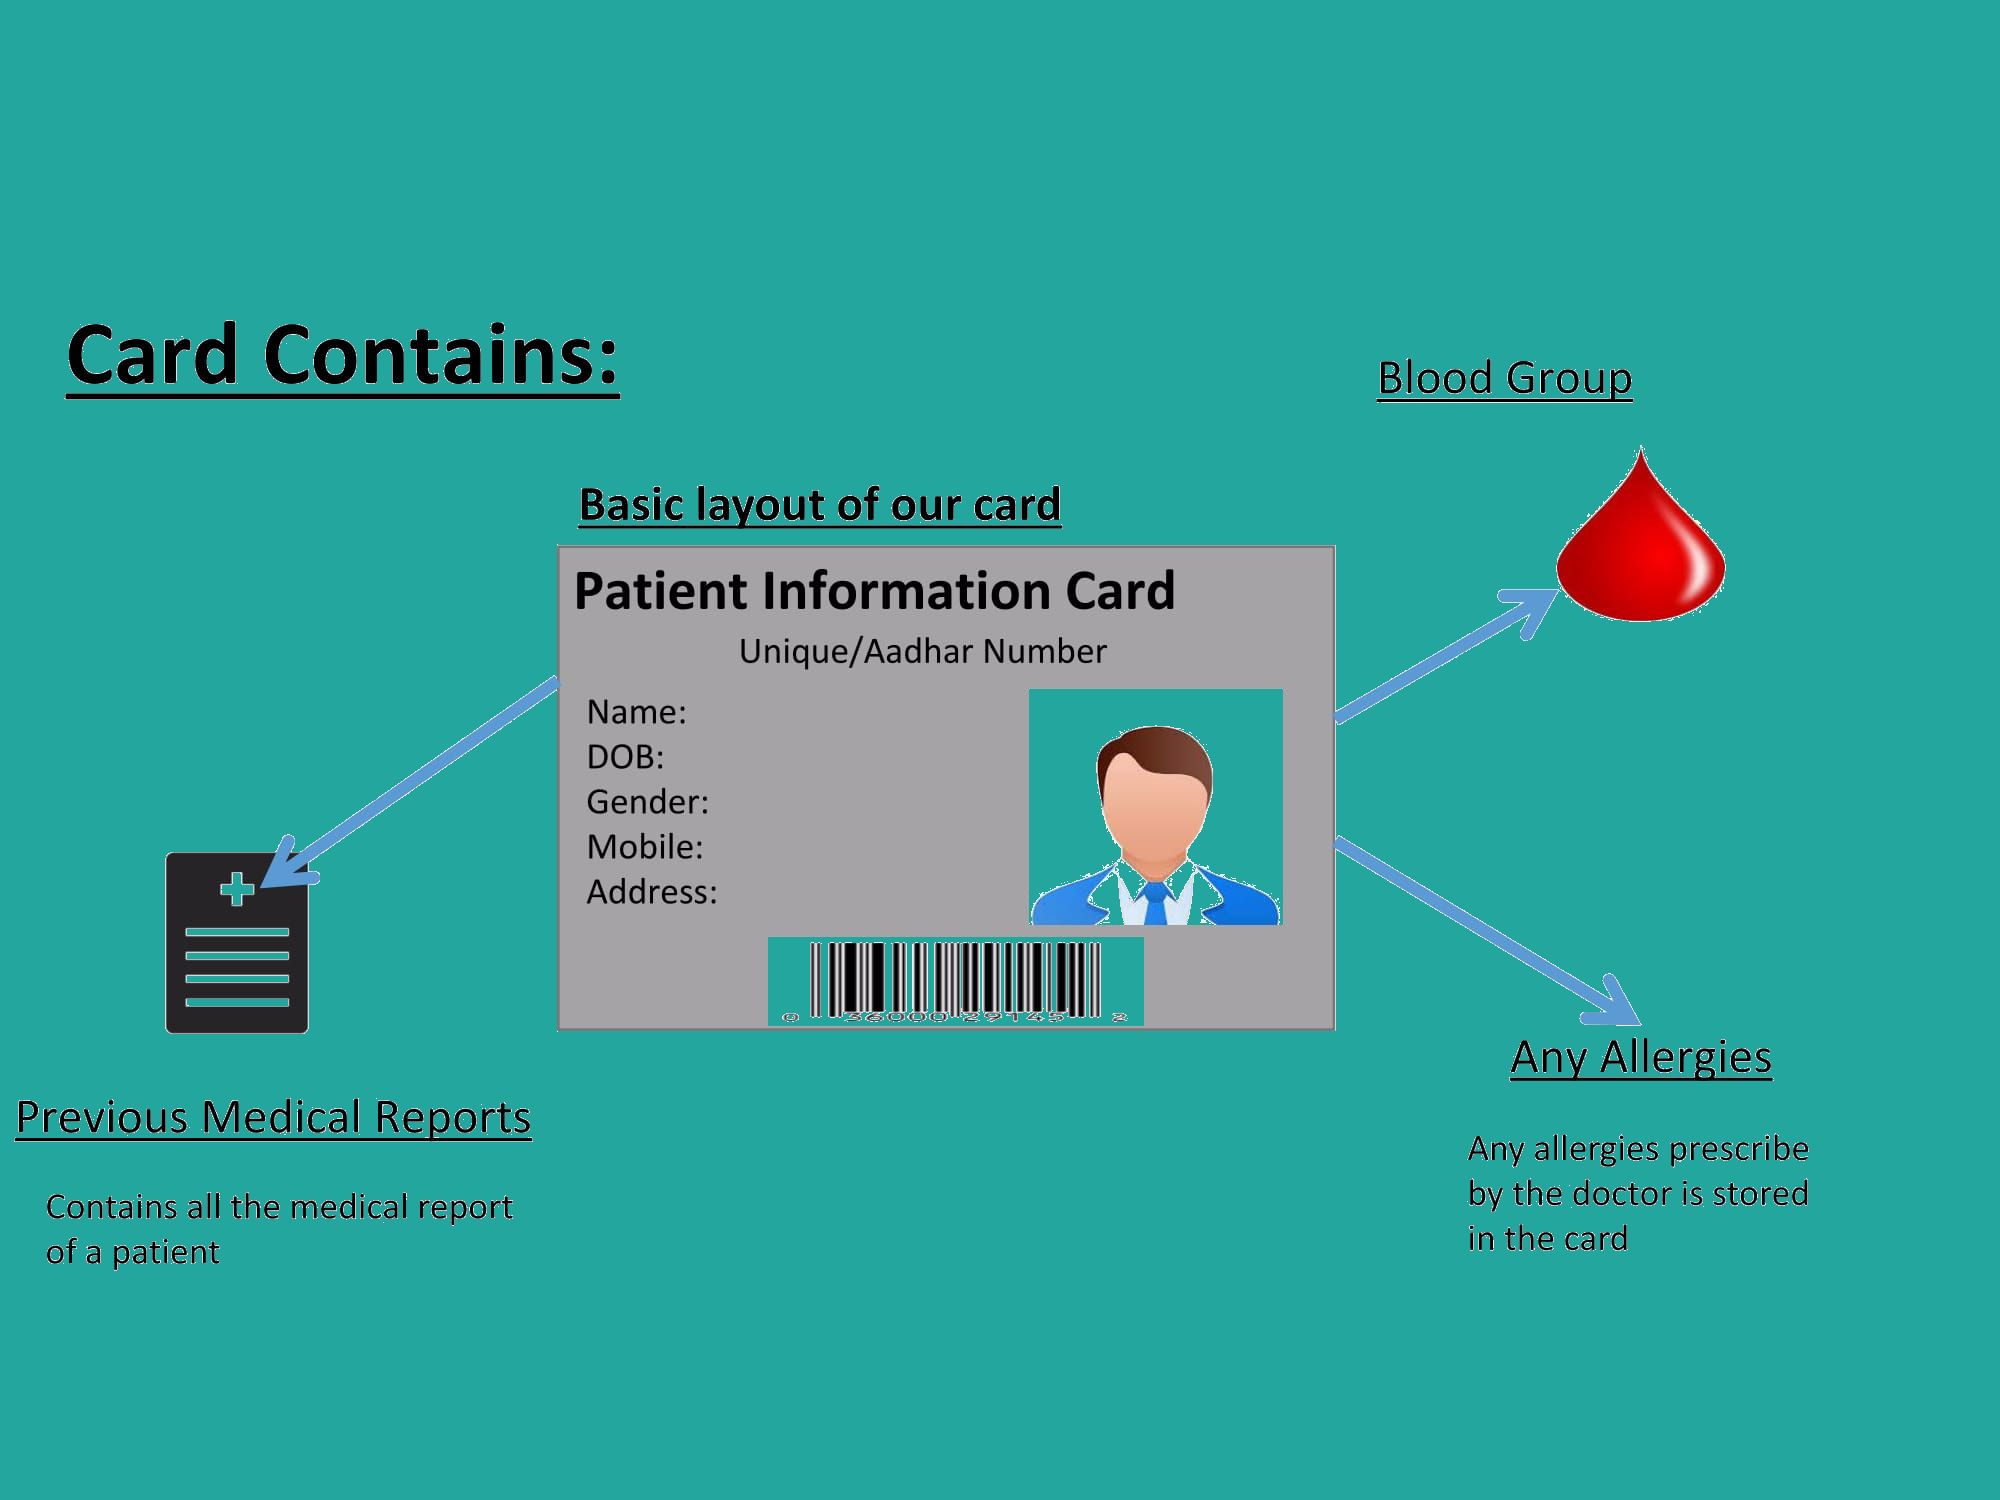 Card Contains:
Blood Group
Basic layout of our card
Patient Information Card
Unique/Aadhar Number
Name:
DOB:
Gender:
Mobile:
Address:
0 36000 29145 2
Previous Medical Reports
Contains all the medical report
of a patient
Any Allergies
Any allergies prescribe
by the doctor is stored
in the card